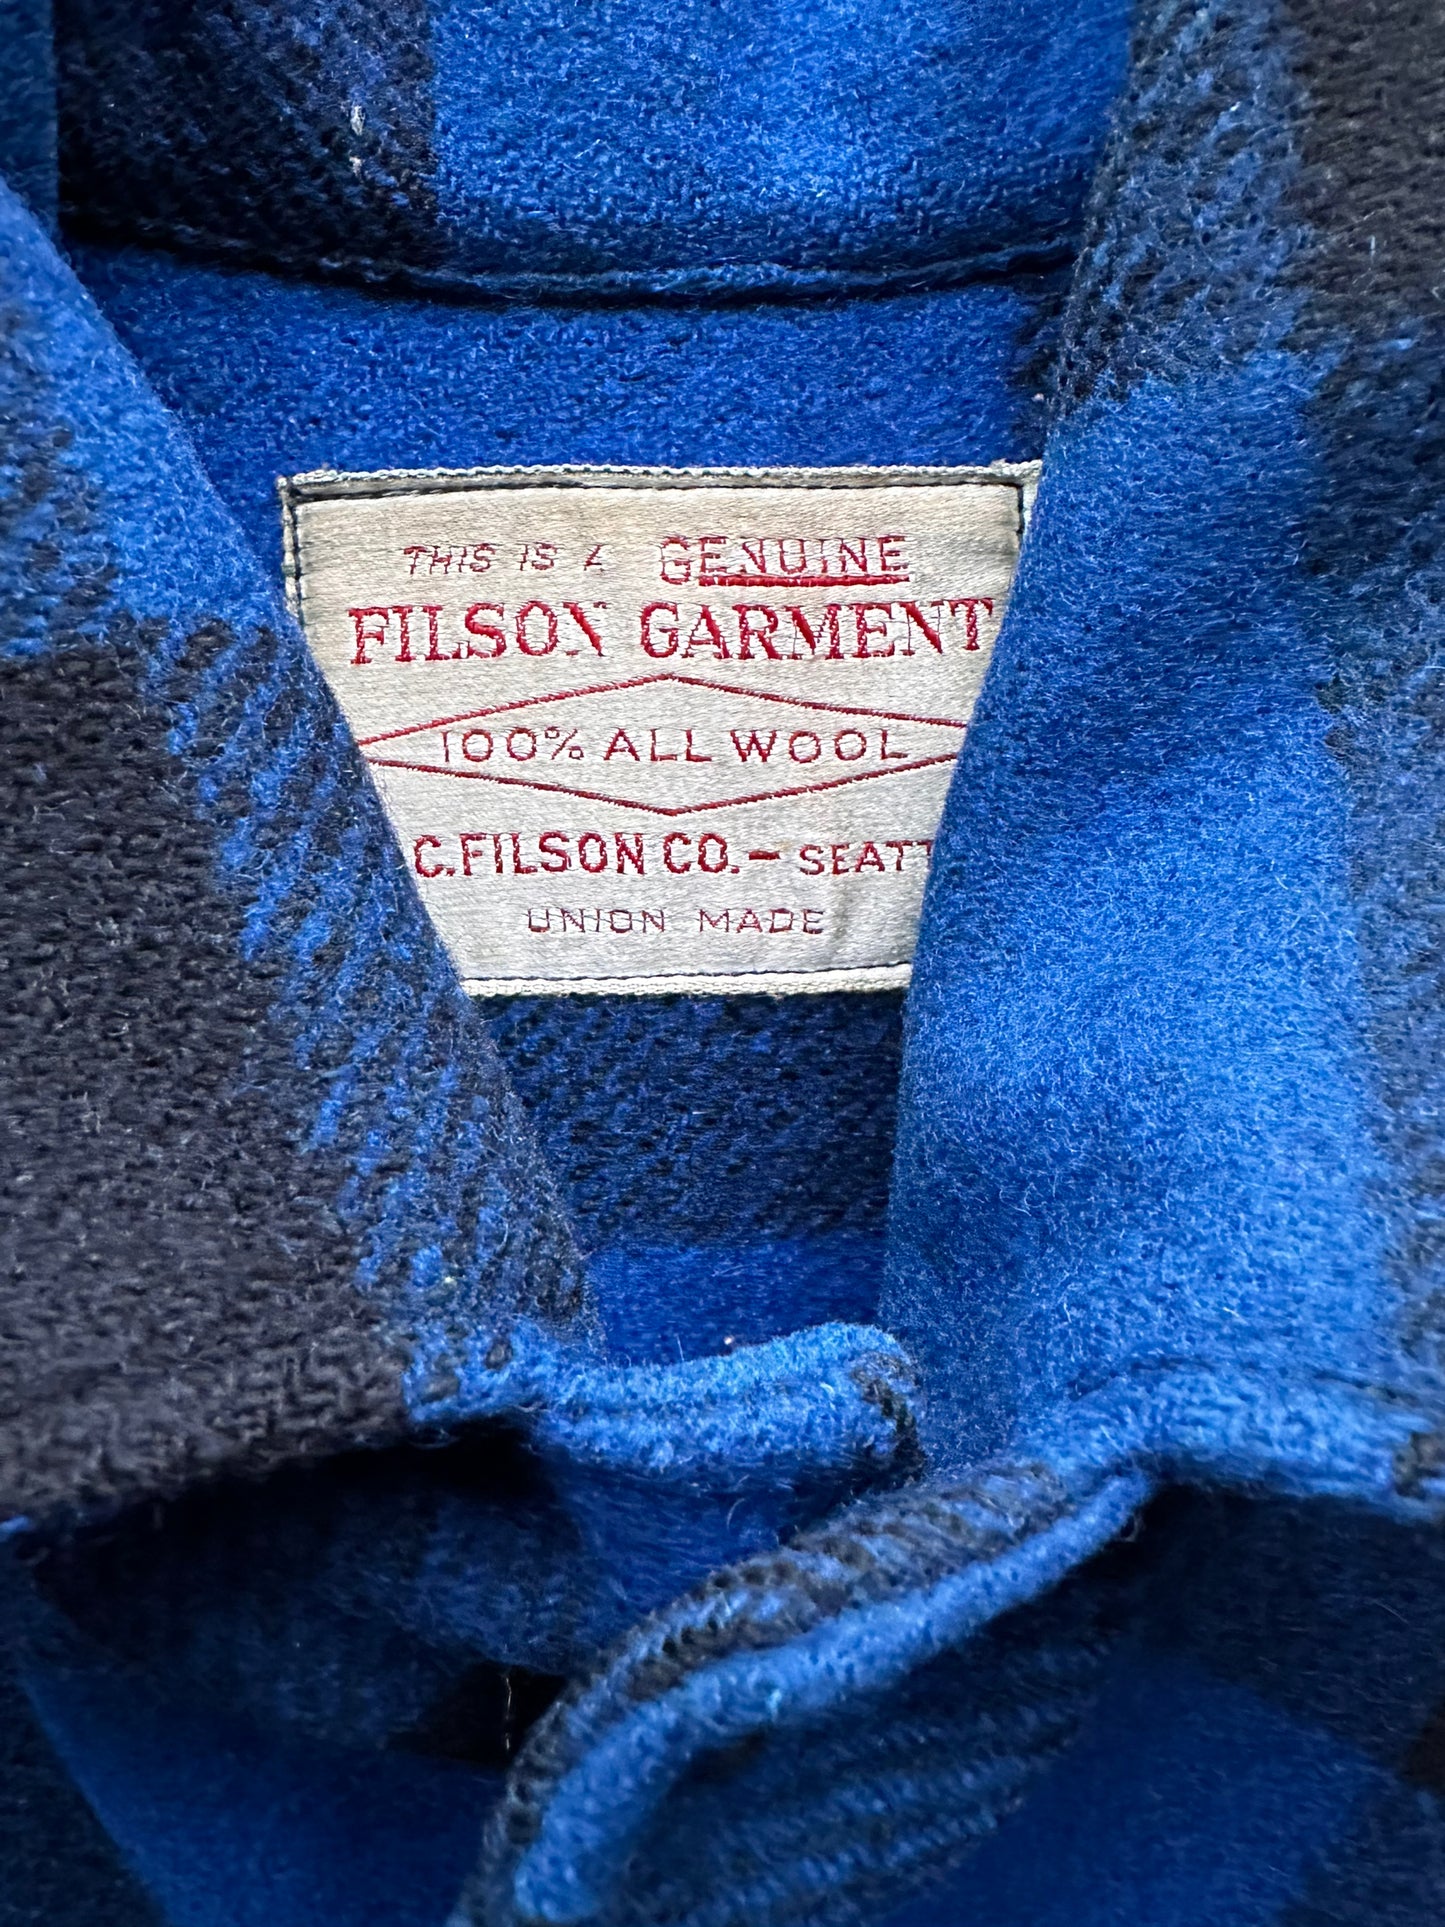 THIS IS A GENUINE
FILSON GARMENT
100% ALL WOOL
C. FILSON CO. — SEATT
UNION MADE